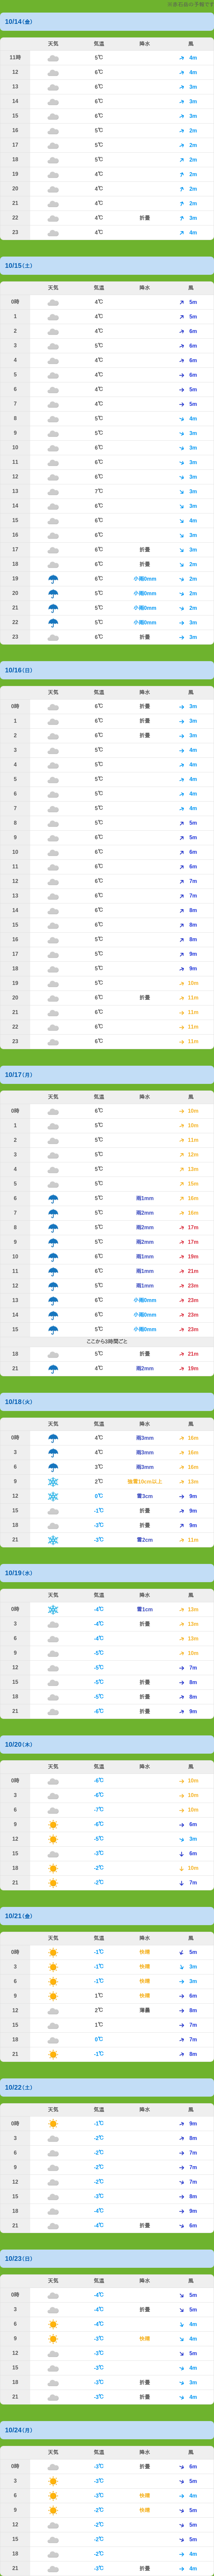 10/14(金)
天気 気温 降水 風
11時 5℃ 4m
12 6℃ 4m
13 6℃ 3m
14 6℃ 3m
15 6℃ 3m
16 5℃ 2m
17 5℃ 2m
18 5℃ 2m
19 4℃ 2m
20 4℃ 2m
21 4℃ 2m
22 4℃ 折曇 3m
23 4℃ 4m
10/15(土)
天気 気温 降水 風
0時 4℃ 5m
1 4℃ 5m
2 4℃ 6m
3 5℃ 6m
4 4℃ 6m
5 4℃ 6m
6 4℃ 5m
7 4℃ 5m
8 5℃ 4m
9 5℃ 3m
10 6℃ 3m
11 6℃ 3m
12 6℃ 3m
13 7℃ 3m
14 6℃ 3m
15 6℃ 4m
16 6℃ 3m
17 6℃ 折曇 3m
18 6℃ 折曇 2m
19 6℃ 小雨0mm 2m
20 5℃ 小雨0mm 2m
21 5℃ 小雨0mm 2m
22 5℃ 小雨0mm 3m
23 6℃ 折曇 3m
10/16(日)
天気 気温 降水 風
0時 6℃ 折曇 3m
1 6℃ 折曇 3m
2 6℃ 折曇 3m
3 5℃ 4m
4 5℃ 4m
5 5℃ 4m
6 5℃ 4m
7 5℃ 4m
8 5℃ 5m
9 6℃ 5m
10 6℃ 6m
11 6℃ 6m
12 6℃ 7m
13 6℃ 7m
14 6℃ 8m
15 6℃ 8m
16 5℃ 8m
17 5℃ 9m
18 5℃ 9m
19 5℃ 10m
20 6℃ 折曇 11m
21 6℃ 11m
22 6℃ 11m
23 6℃ 11m
10/17(月)
天気 気温 降水 風
0時 6℃ 10m
1 5℃ 10m
2 5℃ 11m
3 5℃ 12m
4 5℃ 13m
5 5℃ 15m
6 5℃ 雨1mm 16m
7 5℃ 雨2mm 16m
8 5℃ 雨2mm 17m
9 5℃ 雨2mm 17m
10 6℃ 雨1mm 19m
11 6℃ 雨1mm 21m
12 5℃ 雨1mm 23m
13 6℃ 小雨0mm 23m
14 6℃ 小雨0mm 23m
15 5℃ 小雨0mm 23m
ここから3時間ごと
18 5℃ 折曇 21m
21 4℃ 雨2mm 19m
10/18(火)
天気 気温 降水 風
0時 4℃ 雨3mm 16m
3 4℃ 雨3mm 16m
6 3℃ 雨3mm 16m
9 2℃ 強雪10cm以上 13m
12 0℃ 雪3cm 9m
15 -1℃ 折曇 9m
18 -3℃ 折曇 9m
21 -3℃ 雪2cm 11m
10/19(水)
天気 気温 降水 風
0時 -4℃ 雪1cm 13m
3 -4℃ 折曇 13m
6 -4℃ 13m
9 -5℃ 10m
12 -5℃ 7m
15 -5℃ 折曇 8m
18 -5℃ 折曇 8m
21 -6℃ 折曇 9m
10/20(木)
天気 気温 降水 風
0時 -6℃ 10m
3 -6℃ 10m
6 -7℃ 10m
9 -6℃ 6m
12 -5℃ 3m
15 -3℃ 6m
18 -2℃ 10m
21 -2℃ 7m
10/21(金)
天気 気温 降水 風
0時 -1℃ 快晴 5m
3 -1℃ 快晴 3m
6 -1℃ 快晴 3m
9 1℃ 快晴 6m
12 2℃ 薄曇 8m
15 1℃ 7m
18 0℃ 7m
21 -1℃ 8m
10/22(土)
天気 気温 降水 風
0時 -1℃ 9m
3 -2℃ 8m
6 -2℃ 7m
9 -2℃ 7m
12 -2℃ 7m
15 -3℃ 8m
18 -4℃ 9m
21 -4℃ 折曇 6m
10/23(日)
天気 気温 降水 風
0時 -4℃ 5m
3 -4℃ 折曇 5m
6 -4℃ 4m
9 -3℃ 快晴 4m
12 -3℃ 5m
15 -3℃ 4m
18 -3℃ 折曇 3m
21 -3℃ 折曇 4m
10/24(月)
天気 気温 降水 風
0時 -3℃ 折曇 6m
3 -3℃ 5m
6 -3℃ 快晴 4m
9 -2℃ 快晴 5m
12 -2℃ 5m
15 -2℃ 5m
18 -2℃ 4m
21 -3℃ 折曇 4m